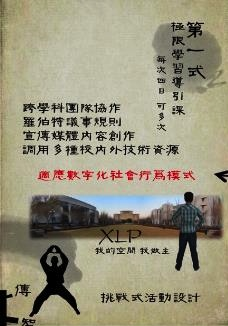 第一式
極限學習導引課
每次四日 可多次
跨學科團隊協作
羅伯特議事規則
宣傳媒體內容創作
調用多種校內外技術資源
適應數字化社會行為模式
XLP
我的空間 我做主
挑戰式活動設計
傳
智